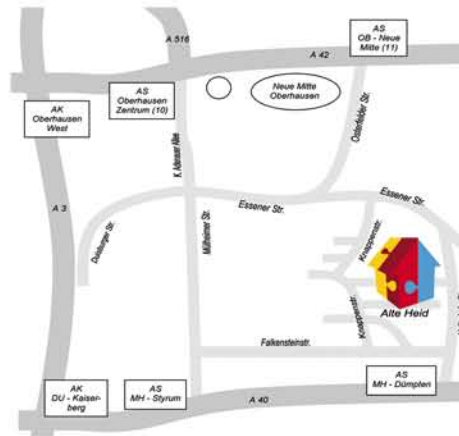 A 516
AS
OB - Neue
Mitte (11)
A 42
AS
Oberhausen
Zentrum (10)
Neue Mitte
Oberhausen
AK
Oberhausen
West
K. Adenauer Allee
Osterfelder Str.
A 3
Duisburger Str.
Mülheimer Str.
Essener Str.
Essener Str.
Knappenstr.
Alte Heid
Knappenstr.
Falkensteinstr.
AK
DU - Kaiser-
berg
AS
MH - Styrum
A 40
AS
MH - Dümpten